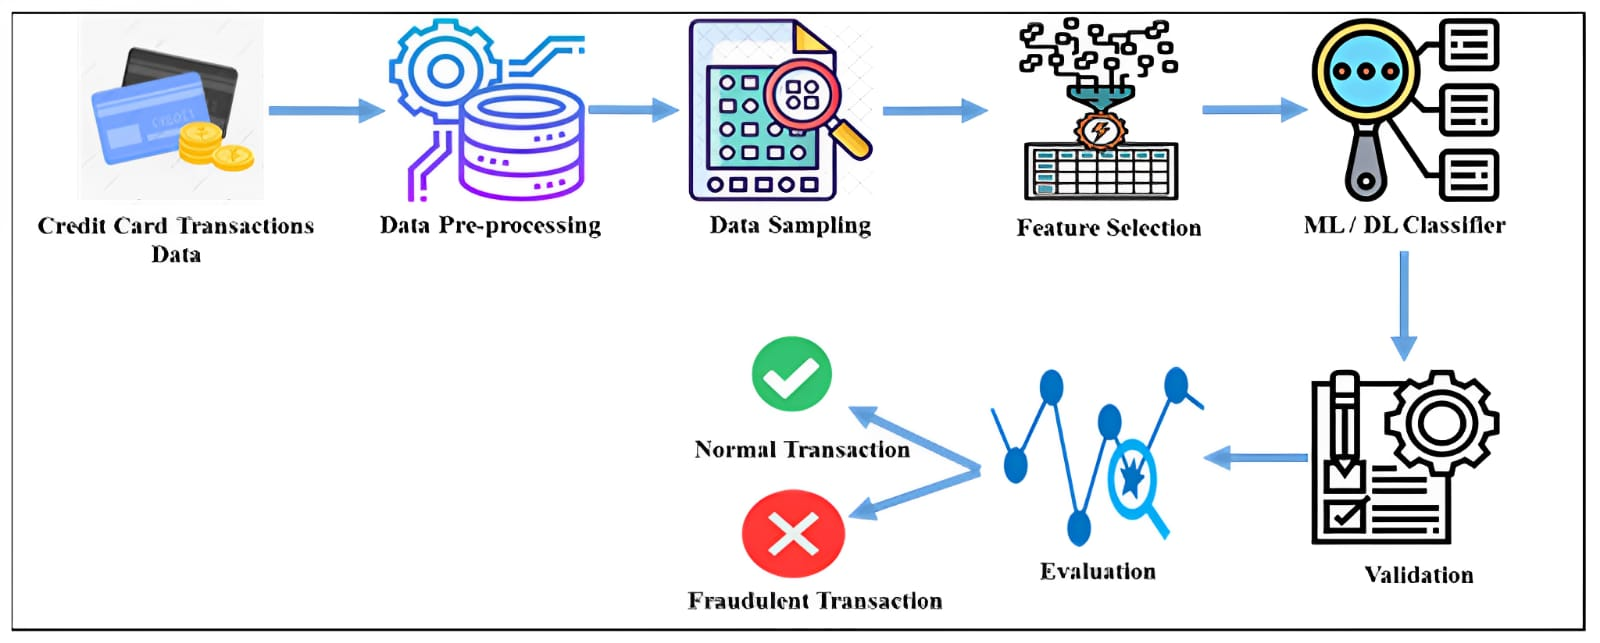 Credit Card Transactions
Data
Data Pre-processing
Data Sampling
Feature Selection
ML / DL Classifier
Normal Transaction
Fraudulent Transaction
Evaluation
Validation